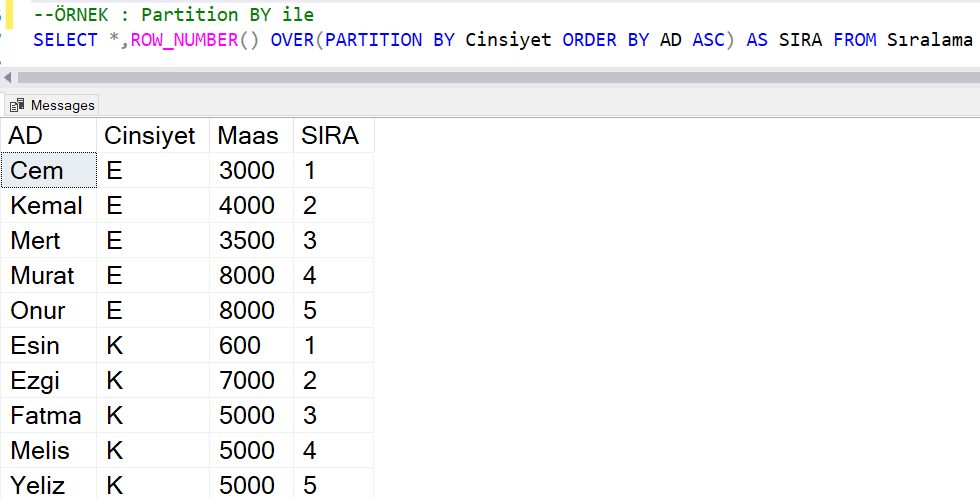 --ÖRNEK : Partition BY ile
SELECT *,ROW_NUMBER() OVER(PARTITION BY Cinsiyet ORDER BY AD ASC) AS SIRA FROM Sıralama
Messages
AD Cinsiyet Maas SIRA
Cem E 3000 1
Kemal E 4000 2
Mert E 3500 3
Murat E 8000 4
Onur E 8000 5
Esin K 600 1
Ezgi K 7000 2
Fatma K 5000 3
Melis K 5000 4
Yeliz K 5000 5